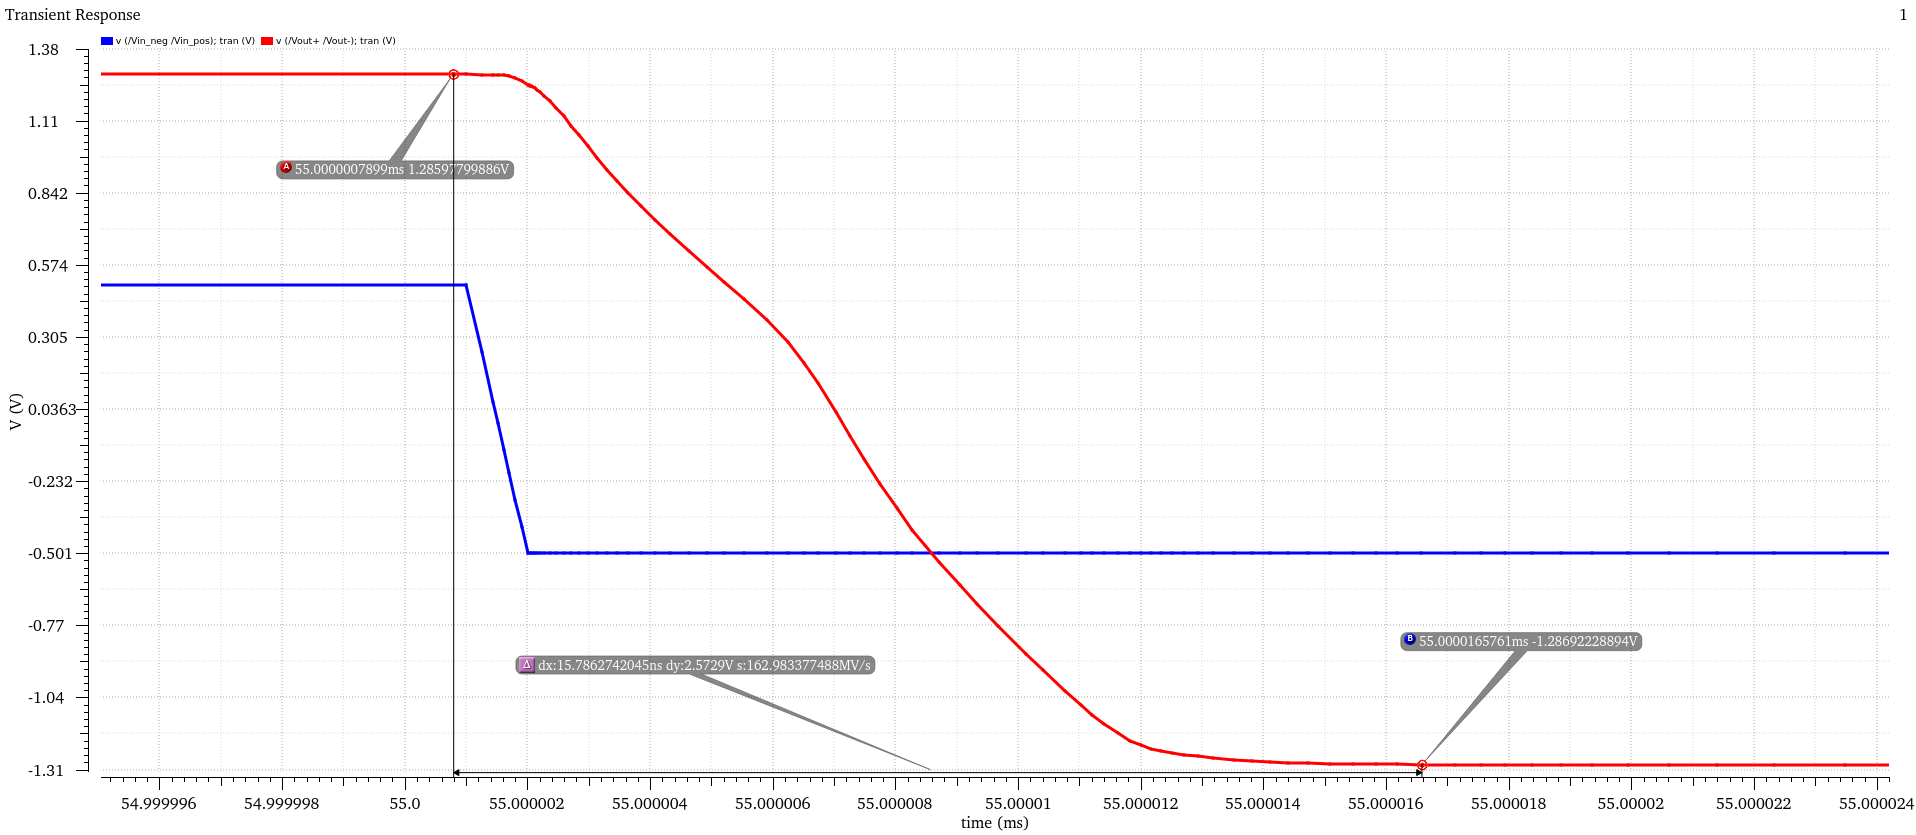 Transient Response
1
v (/Vin_neg /Vin_pos); tran (V) v (/Vout+ /Vout-); tran (V)
1.38
1.11
0.842
0.574
0.305
0.0363
-0.232
-0.501
-0.77
-1.04
-1.31
V (V)
A 55.0000007899ms 1.28597799886V
B 55.0000165761ms -1.28692228894V
Δ dx:15.7862742045ns dy:2.5729V s:162.983377488MV/s
54.999996 54.999998 55.0 55.000002 55.000004 55.000006 55.000008 55.00001 55.000012 55.000014 55.000016 55.000018 55.00002 55.000022 55.000024
time (ms)